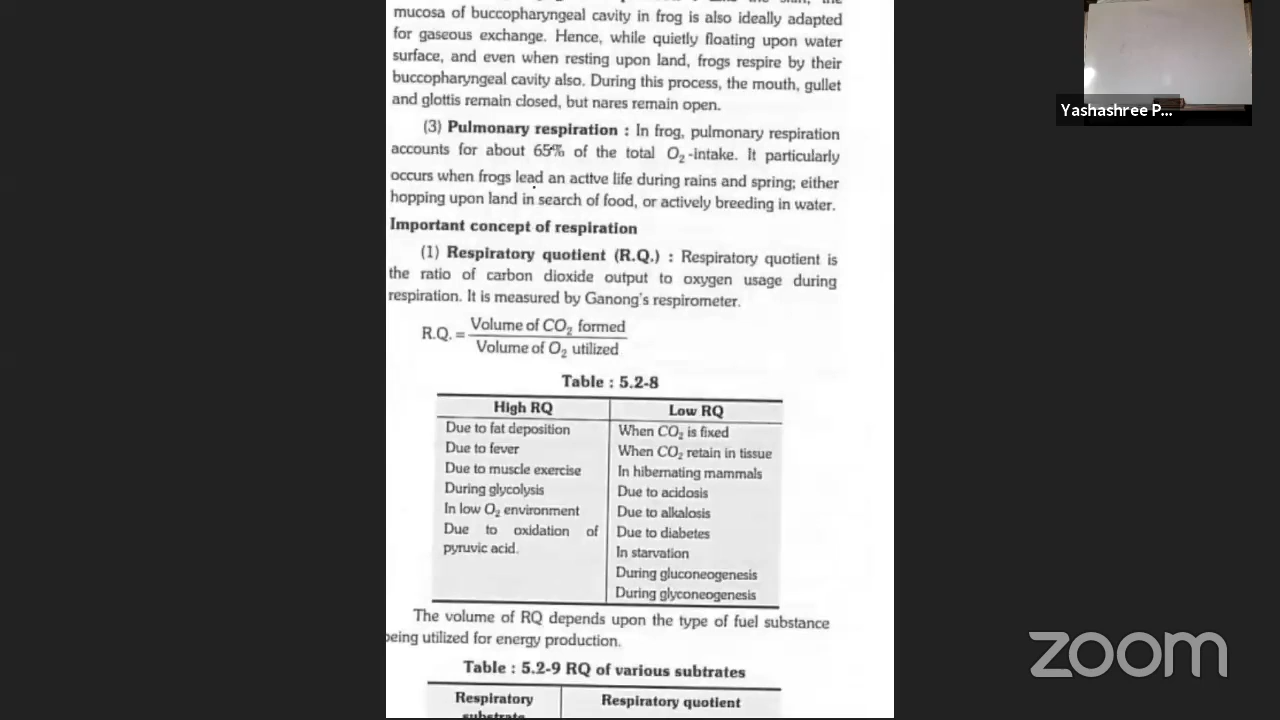 mucosa of buccopharyngeal cavity in frog is also ideally adapted
for gaseous exchange. Hence, while quietly floating upon water
surface, and even when resting upon land, frogs respire by their
buccopharyngeal cavity also. During this process, the mouth, gullet
and glottis remain closed, but nares remain open.
(3) Pulmonary respiration : In frog, pulmonary respiration
accounts for about 65% of the total O₂-intake. It particularly
occurs when frogs lead an active life during rains and spring; either
hopping upon land in search of food, or actively breeding in water.
Important concept of respiration
(1) Respiratory quotient (R.Q.) : Respiratory quotient is
the ratio of carbon dioxide output to oxygen usage during
respiration. It is measured by Ganong's respirometer.
R.Q. = Volume of CO₂ formed
Volume of O₂ utilized
Table : 5.2-8
High RQ Low RQ
Due to fat deposition When CO₂ is fixed
Due to fever When CO₂ retain in tissue
Due to muscle exercise In hibernating mammals
During glycolysis Due to acidosis
In low O₂ environment Due to alkalosis
Due to oxidation of Due to diabetes
pyruvic acid. In starvation
During gluconeogenesis
During glyconeogenesis
The volume of RQ depends upon the type of fuel substance
being utilized for energy production.
Table : 5.2-9 RQ of various subtrates
Respiratory Respiratory quotient
substrate
Yashashree P...
zoom